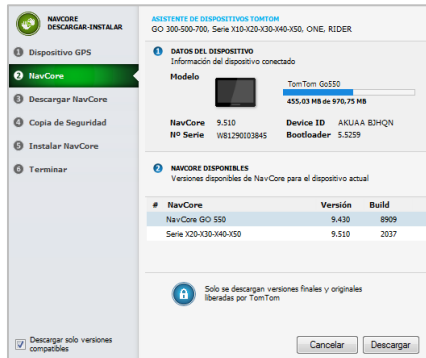 NAVCORE
DESCARGAR-INSTALAR
1 Dispositivo GPS
2 NavCore
3 Descargar NavCore
4 Copia de Seguridad
5 Instalar NavCore
6 Terminar
Descargar solo versiones
compatibles
ASISTENTE DE DISPOSITIVOS TOMTOM
GO 300-500-700, Serie X10-X20-X30-X40-X50, ONE, RIDER
1 DATOS DEL DISPOSITIVO
Información del dispositivo conectado
Modelo
TomTom Go550
455,03 MB de 970,75 MB
NavCore 9.510 Device ID AKUAA BJHQN
Nº Serie W81290I03845 Bootloader 5.5259
2 NAVCORE DISPONIBLES
Versiones disponibles de NavCore para el dispositivo actual
# NavCore Versión Build
NavCore GO 550 9.430 8909
Serie X20-X30-X40-X50 9.510 2037
Solo se descargan versiones finales y originales
liberadas por TomTom
Cancelar Descargar